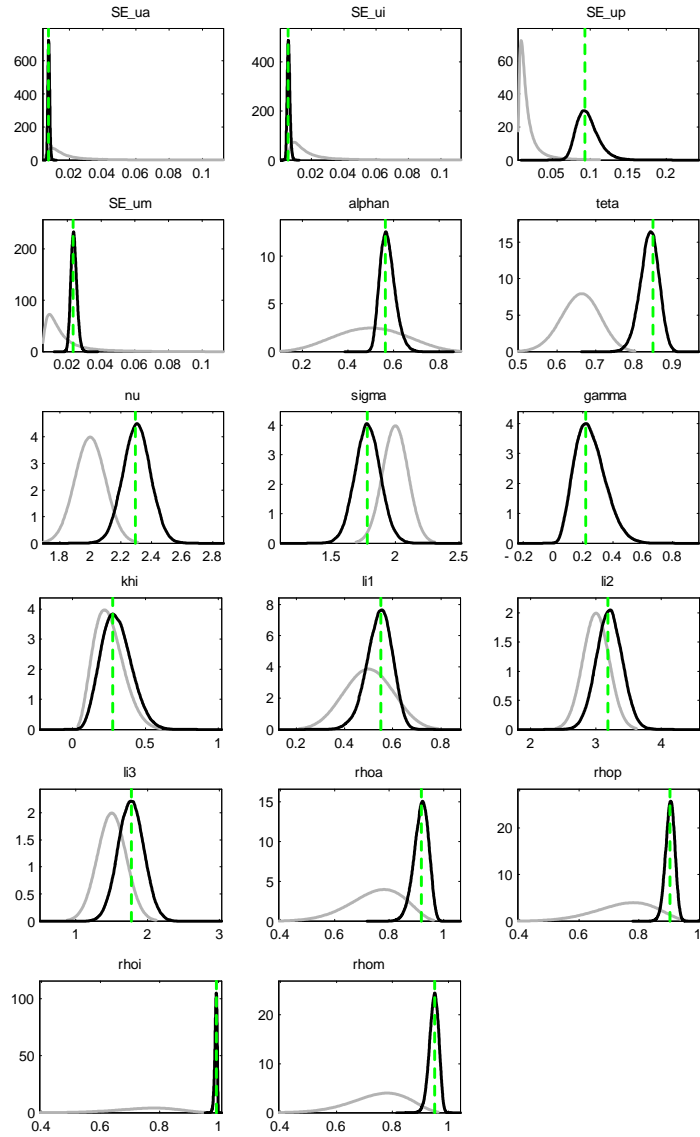 SE_ua SE_ui SE_up
600 400 200 0
0.02 0.04 0.06 0.08 0.1
400 200 0
0.02 0.04 0.06 0.08 0.1
80 60 40 20 0
0.05 0.1 0.15 0.2
SE_um alphan teta
200 100 0
0.02 0.04 0.06 0.08 0.1
10 5 0
0.2 0.4 0.6 0.8
15 10 5 0
0.5 0.6 0.7 0.8 0.9
nu sigma gamma
4 3 2 1 0
1.8 2 2.2 2.4 2.6 2.8
4 3 2 1 0
1.5 2 2.5
4 3 2 1 0
- 0.2 0 0.2 0.4 0.6 0.8
khi li1 li2
4 3 2 1 0
0 0.5 1
8 6 4 2 0
0.2 0.4 0.6 0.8
2 1.5 1 0.5 0
2 3 4
li3 rhoa rhop
2 1.5 1 0.5 0
1 2 3
15 10 5 0
0.4 0.6 0.8 1
20 10 0
0.4 0.6 0.8 1
rhoi rhom
100 50 0
0.4 0.6 0.8 1
20 10 0
0.4 0.6 0.8 1